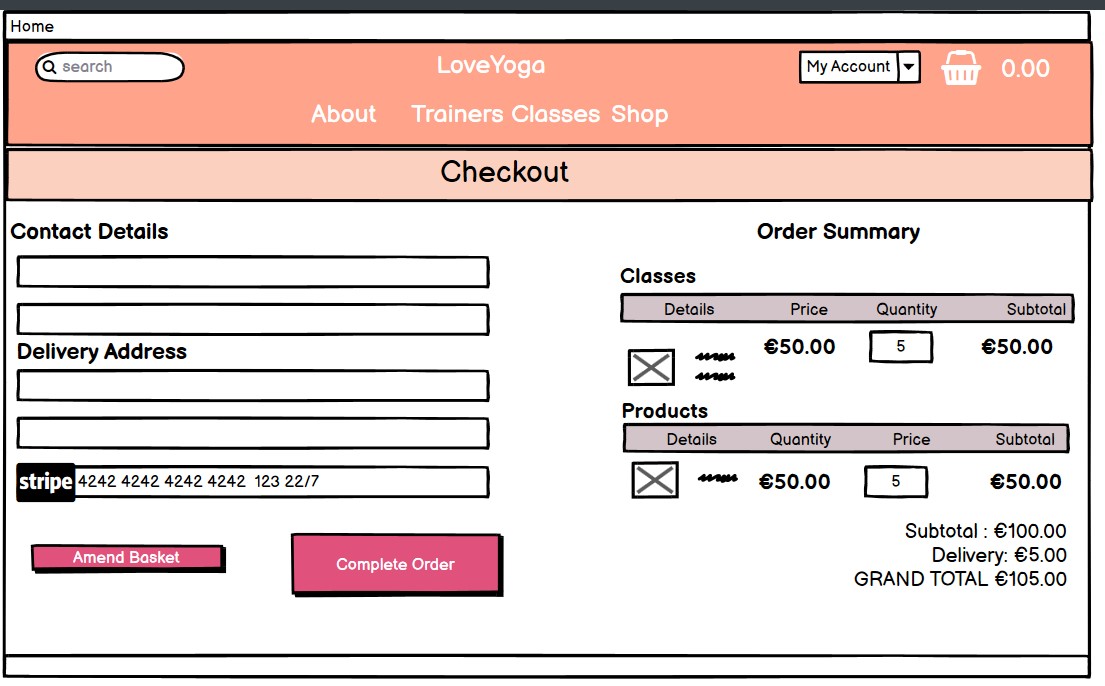 Home
search
LoveYoga
My Account
0.00
About Trainers Classes Shop
Checkout
Contact Details
Delivery Address
stripe 4242 4242 4242 4242 123 22/7
Amend Basket
Complete Order
Order Summary
Classes
Details Price Quantity Subtotal
€50.00 5 €50.00
Products
Details Quantity Price Subtotal
€50.00 5 €50.00
Subtotal : €100.00
Delivery: €5.00
GRAND TOTAL €105.00